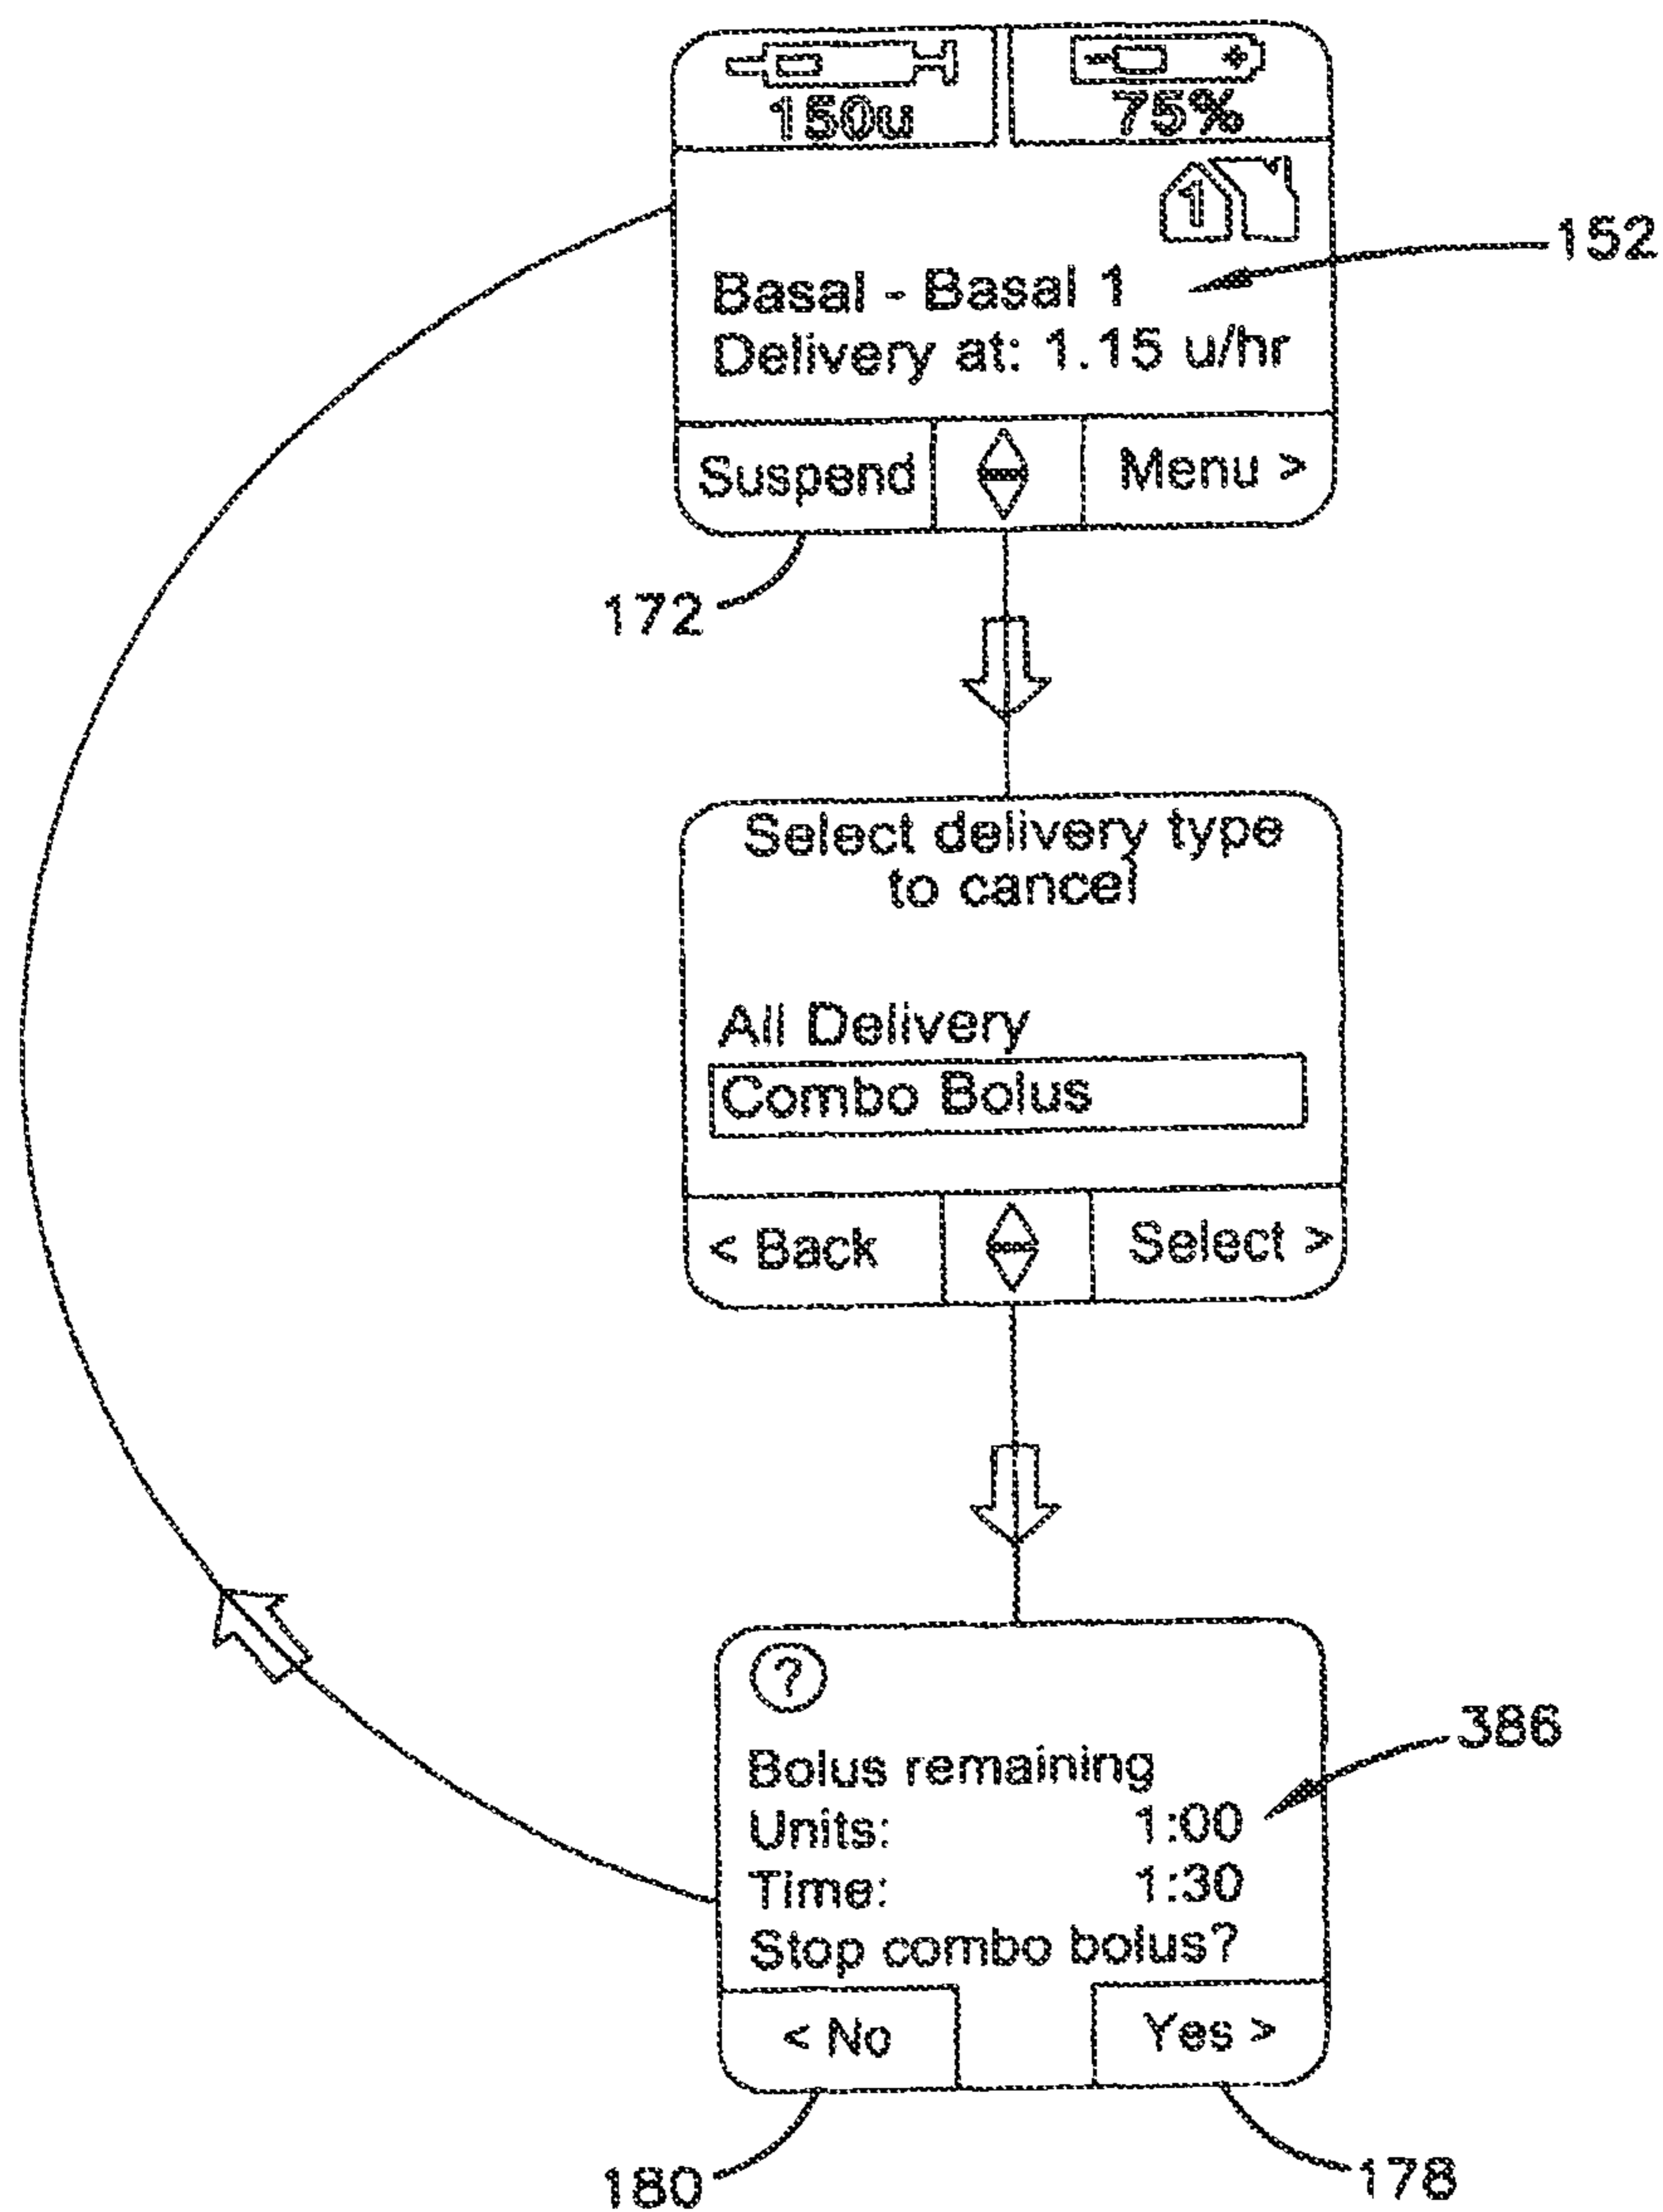 150u
75%
1
152
Basal - Basal 1
Delivery at: 1.15 u/hr
Suspend
Menu >
172
Select delivery type
to cancel
All Delivery
Combo Bolus
< Back
Select >
?
386
Bolus remaining
Units: 1:00
Time: 1:30
Stop combo bolus?
< No
Yes >
180
178